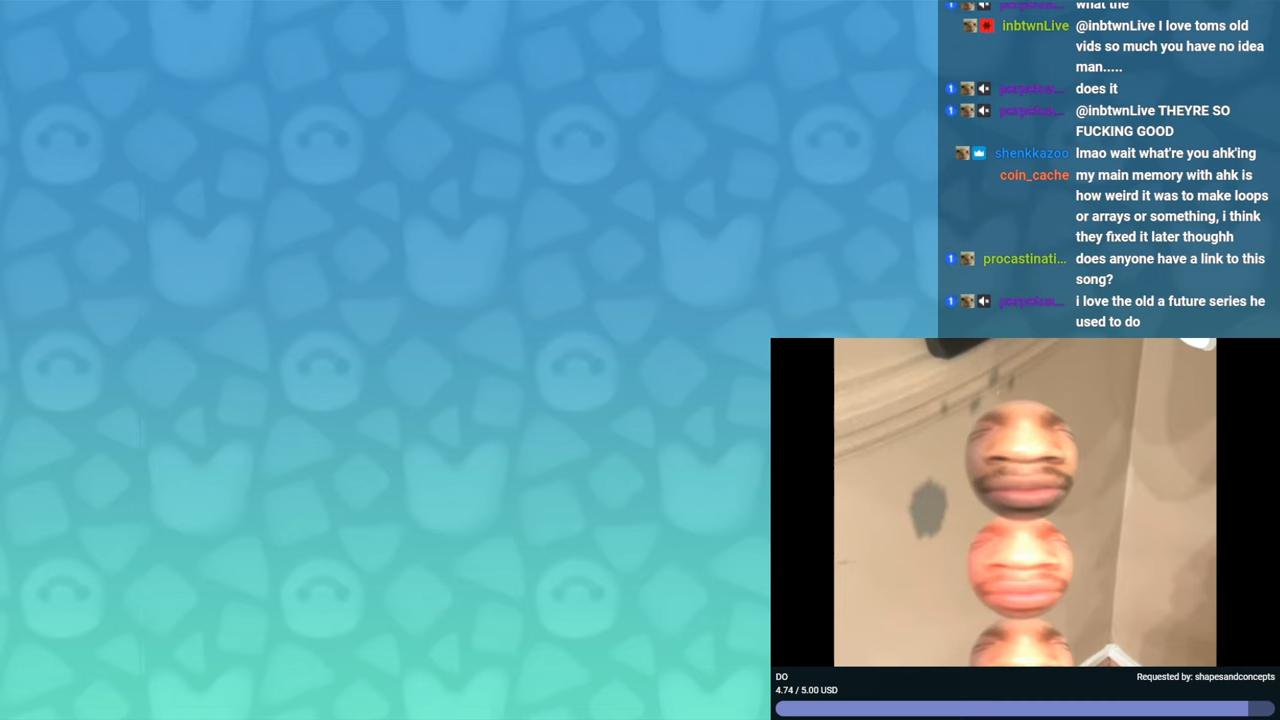 what the
inbtwnLive @inbtwnLive I love toms old
vids so much you have no idea
man.....
does it
@inbtwnLive THEYRE SO
FUCKING GOOD
shenkkazoo lmao wait what're you ahk'ing
coin_cache my main memory with ahk is
how weird it was to make loops
or arrays or something, i think
they fixed it later thoughh
1 procastinati... does anyone have a link to this
song?
i love the old a future series he
used to do
DO
Requested by: shapesandconcepts
4.74 / 5.00 USD